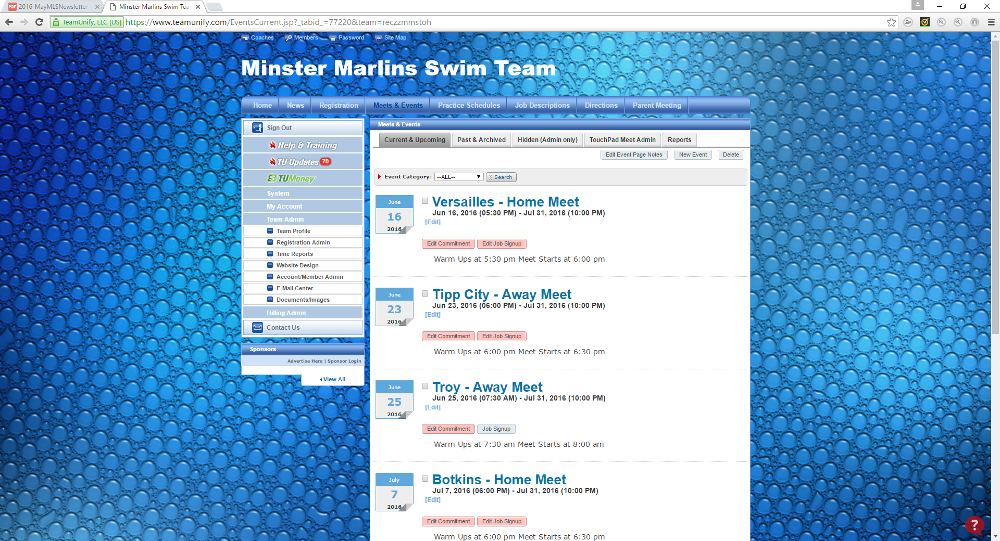 2016-MayMLSNewsletter
Minster Marlins Swim Tea
TeamUnify, LLC [US] https://www.teamunify.com/EventsCurrent.jsp?_tabid_=77220&team=reczzmmstoh
Coaches Members Password Site Map
Minster Marlins Swim Team
Home News Registration Meets & Events Practice Schedules Job Descriptions Directions Parent Meeting
Sign Out
Help & Training
TU Updates 70
TUMoney
System
My Account
Team Admin
Team Profile
Registration Admin
Time Reports
Website Design
Account/Member Admin
E-Mail Center
Documents/Images
Billing Admin
Contact Us
Sponsors
Advertise Here | Sponsor Login
View All
Meets & Events
Current & Upcoming Past & Archived Hidden (Admin only) TouchPad Meet Admin Reports
Edit Event Page Notes New Event Delete
Event Category: --ALL-- Search
June
16
2016
Versailles - Home Meet
Jun 16, 2016 (05:30 PM) - Jul 31, 2016 (10:00 PM)
[Edit]
Edit Commitment Edit Job Signup
Warm Ups at 5:30 pm Meet Starts at 6:00 pm
June
23
2016
Tipp City - Away Meet
Jun 23, 2016 (06:00 PM) - Jul 31, 2016 (10:00 PM)
[Edit]
Edit Commitment Edit Job Signup
Warm Ups at 6:00 pm Meet Starts at 6:30 pm
June
25
2016
Troy - Away Meet
Jun 25, 2016 (07:30 AM) - Jul 31, 2016 (10:00 PM)
[Edit]
Edit Commitment Job Signup
Warm Ups at 7:30 am Meet Starts at 8:00 am
July
7
2016
Botkins - Home Meet
Jul 7, 2016 (06:00 PM) - Jul 31, 2016 (10:00 PM)
[Edit]
Edit Commitment Edit Job Signup
Warm Ups at 6:00 pm Meet Starts at 6:30 pm
?